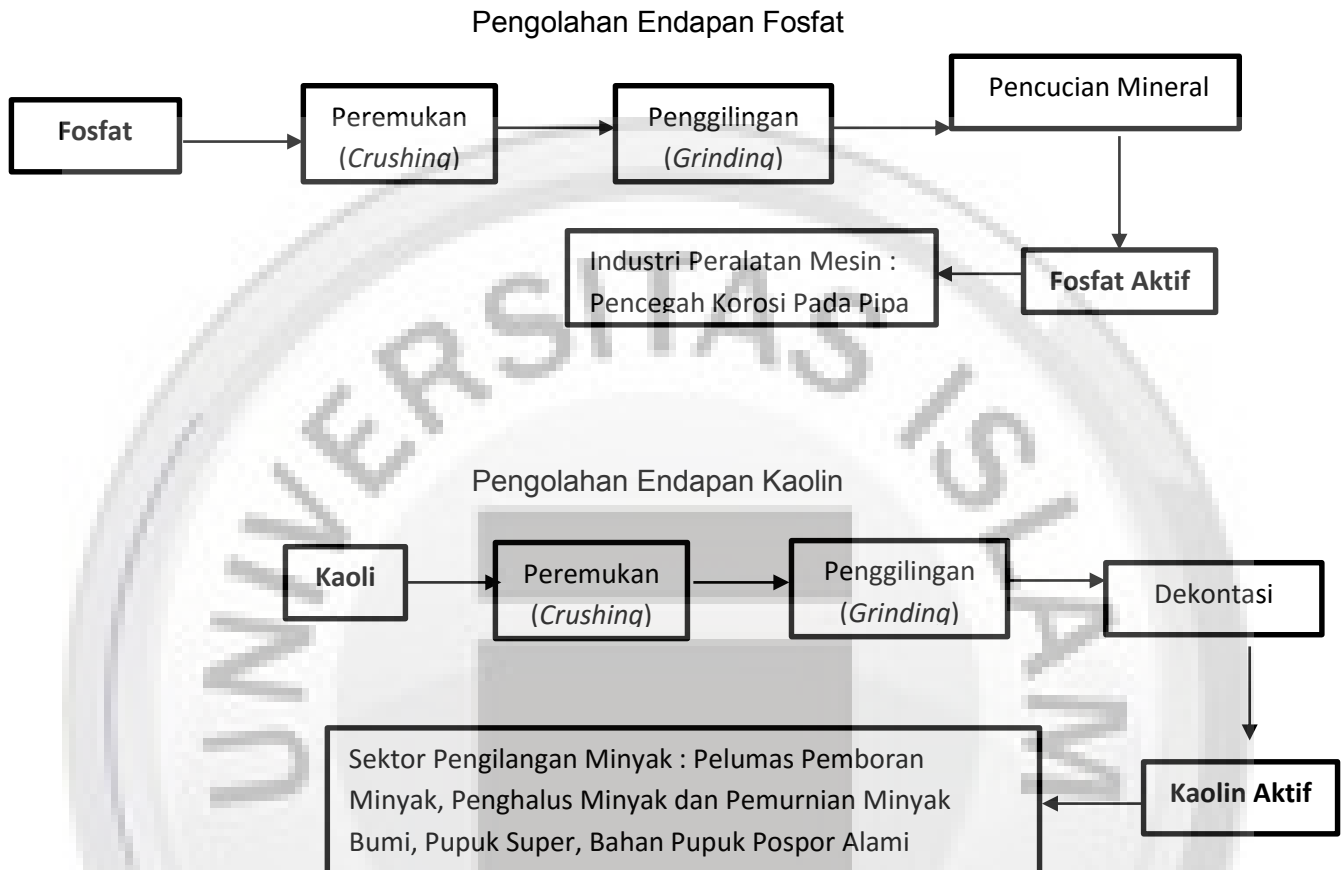 Pengolahan Endapan Fosfat
Fosfat
Peremukan
(Crushing)
Penggilingan
(Grinding)
Pencucian Mineral
Fosfat Aktif
Industri Peralatan Mesin :
Pencegah Korosi Pada Pipa
UNIVERSITAS ISLAM
Pengolahan Endapan Kaolin
Kaoli
Peremukan
(Crushing)
Penggilingan
(Grinding)
Dekontasi
Kaolin Aktif
Sektor Pengilangan Minyak : Pelumas Pemboran
Minyak, Penghalus Minyak dan Pemurnian Minyak
Bumi, Pupuk Super, Bahan Pupuk Pospor Alami